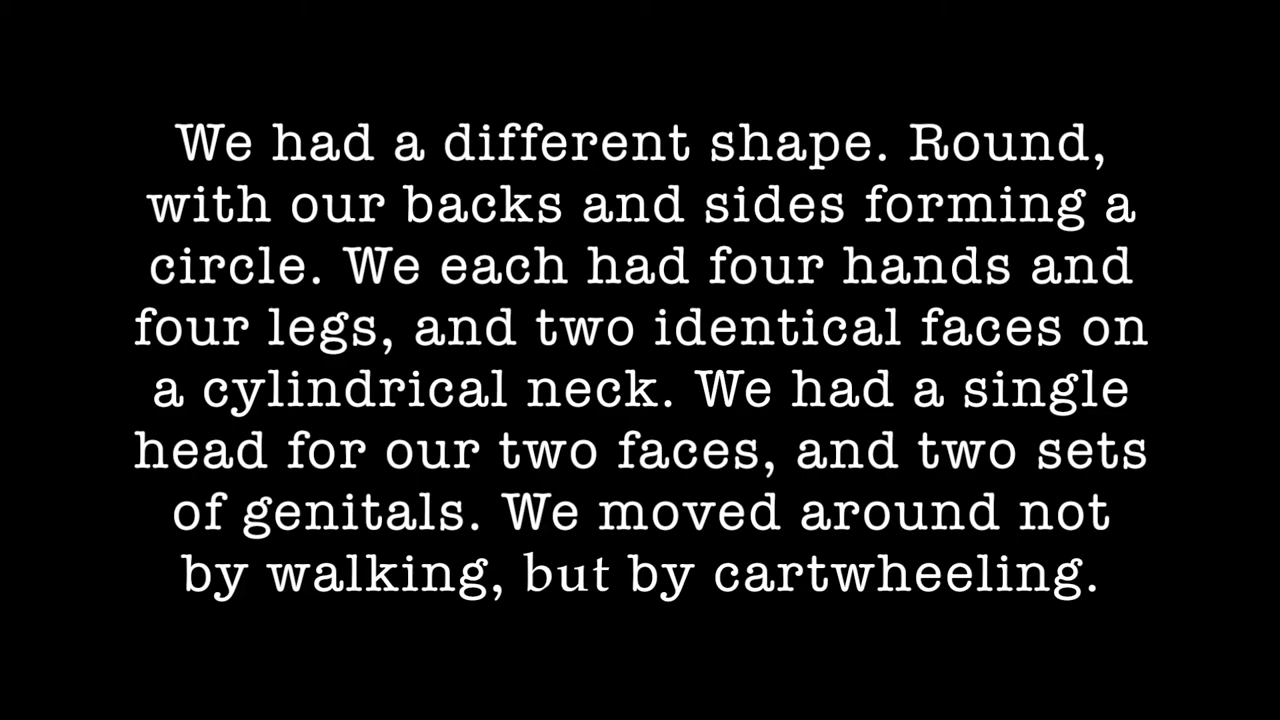 We had a different shape. Round,
with our backs and sides forming a
circle. We each had four hands and
four legs, and two identical faces on
a cylindrical neck. We had a single
head for our two faces, and two sets
of genitals. We moved around not
by walking, but by cartwheeling.